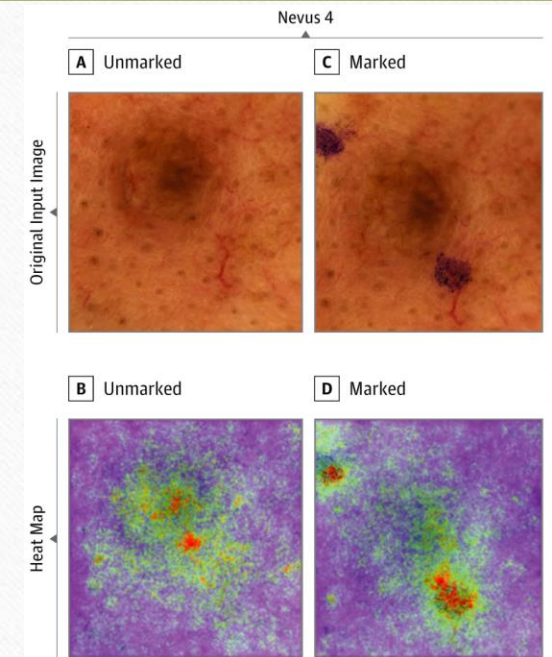 Nevus 4
A Unmarked
C Marked
Original Input Image
B Unmarked
D Marked
Heat Map